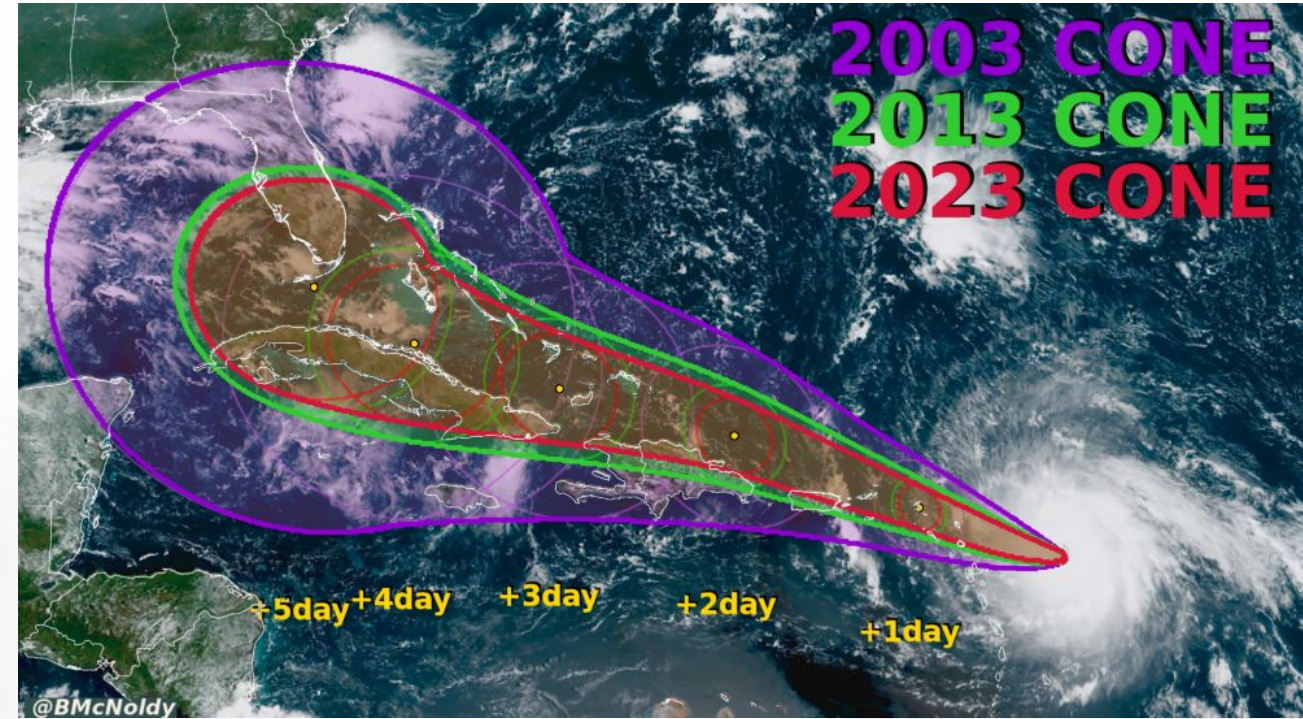 2003 CONE
2013 CONE
2023 CONE
+5day
+4day
+3day
+2day
+1day
@BMcNoldy